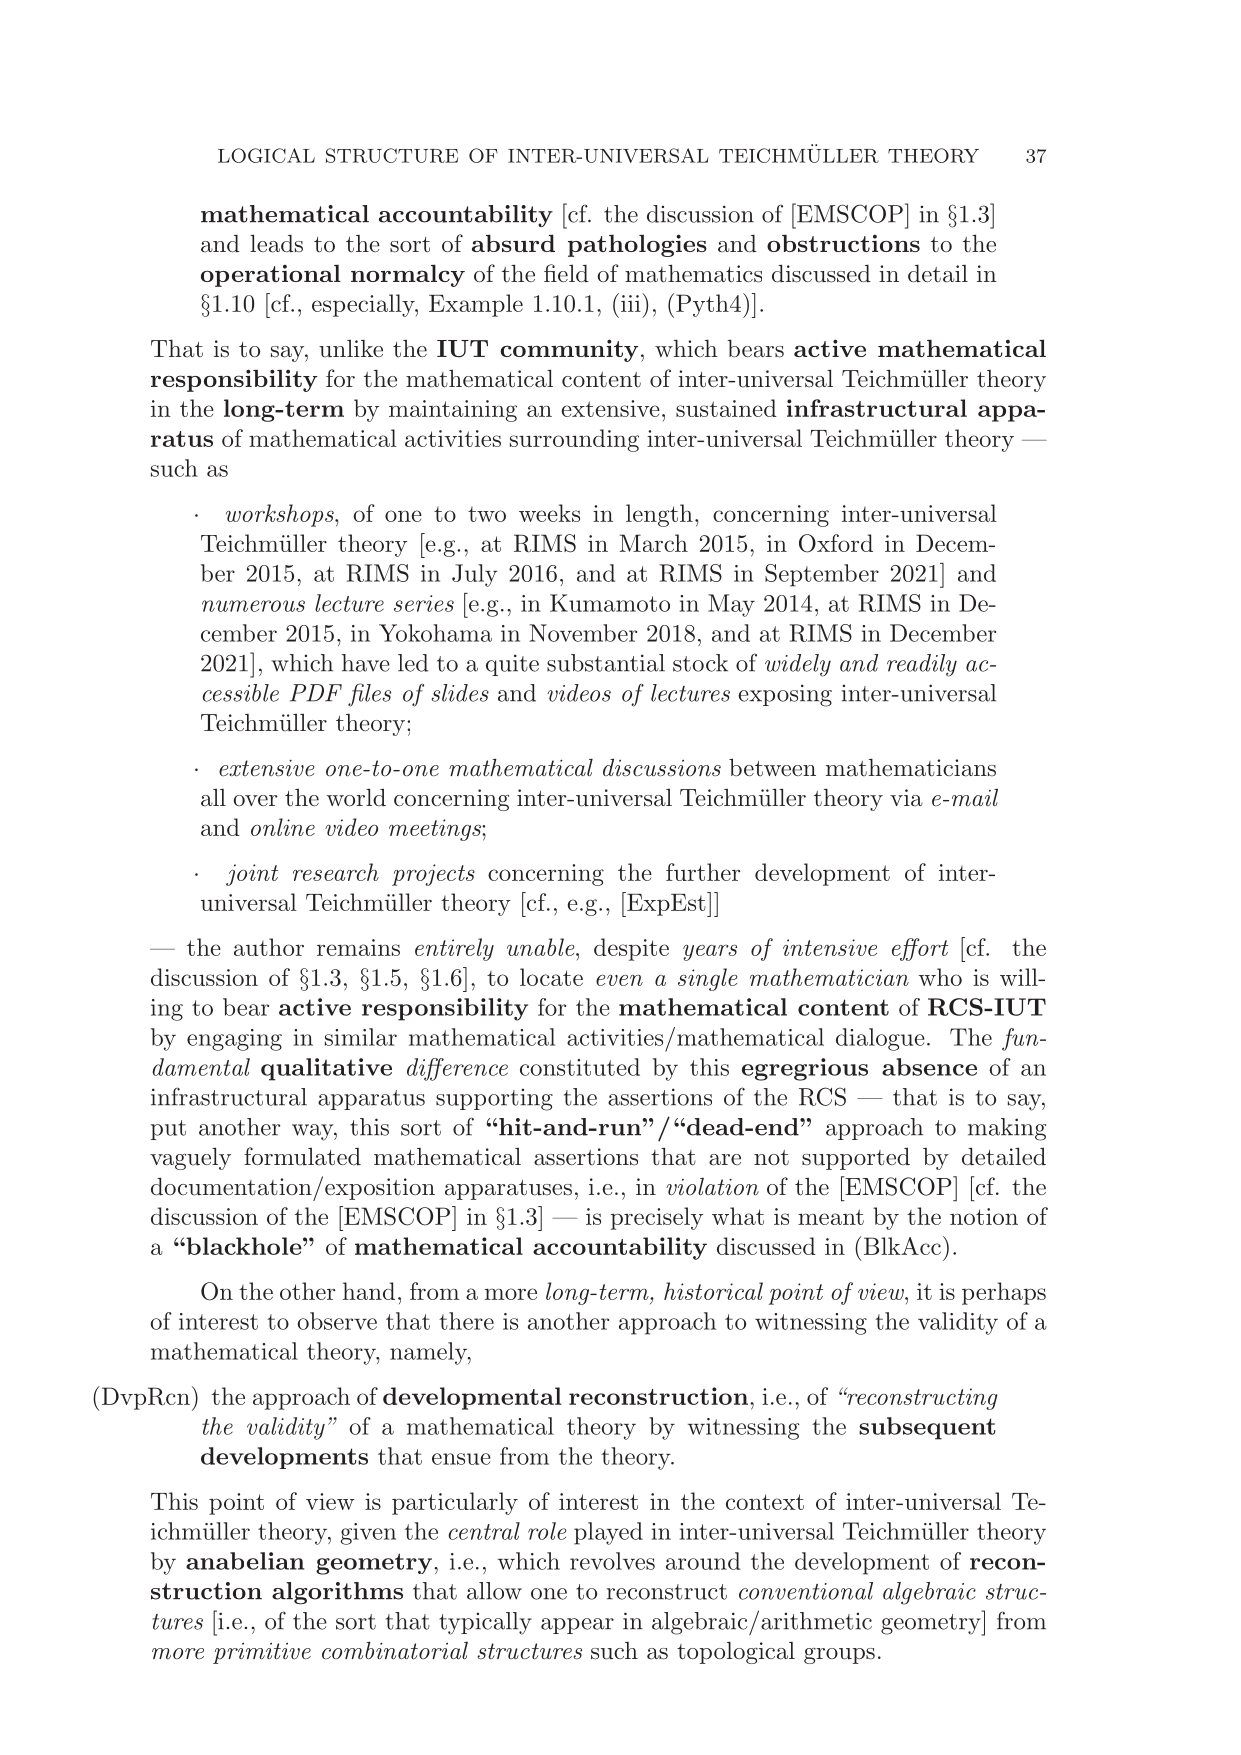 LOGICAL STRUCTURE OF INTER-UNIVERSAL TEICHMÜLLER THEORY 37
mathematical accountability [cf. the discussion of [EMSCOP] in §1.3]
and leads to the sort of absurd pathologies and obstructions to the
operational normalcy of the field of mathematics discussed in detail in
§1.10 [cf., especially, Example 1.10.1, (iii), (Pyth4)].
That is to say, unlike the IUT community, which bears active mathematical
responsibility for the mathematical content of inter-universal Teichmüller theory
in the long-term by maintaining an extensive, sustained infrastructural appa-
ratus of mathematical activities surrounding inter-universal Teichmüller theory —
such as
· workshops, of one to two weeks in length, concerning inter-universal
Teichmüller theory [e.g., at RIMS in March 2015, in Oxford in Decem-
ber 2015, at RIMS in July 2016, and at RIMS in September 2021] and
numerous lecture series [e.g., in Kumamoto in May 2014, at RIMS in De-
cember 2015, in Yokohama in November 2018, and at RIMS in December
2021], which have led to a quite substantial stock of widely and readily ac-
cessible PDF files of slides and videos of lectures exposing inter-universal
Teichmüller theory;
· extensive one-to-one mathematical discussions between mathematicians
all over the world concerning inter-universal Teichmüller theory via e-mail
and online video meetings;
· joint research projects concerning the further development of inter-
universal Teichmüller theory [cf., e.g., [ExpEst]]
— the author remains entirely unable, despite years of intensive effort [cf. the
discussion of §1.3, §1.5, §1.6], to locate even a single mathematician who is will-
ing to bear active responsibility for the mathematical content of RCS-IUT
by engaging in similar mathematical activities/mathematical dialogue. The fun-
damental qualitative difference constituted by this egregrious absence of an
infrastructural apparatus supporting the assertions of the RCS — that is to say,
put another way, this sort of “hit-and-run”/“dead-end” approach to making
vaguely formulated mathematical assertions that are not supported by detailed
documentation/exposition apparatuses, i.e., in violation of the [EMSCOP] [cf. the
discussion of the [EMSCOP] in §1.3] — is precisely what is meant by the notion of
a “blackhole” of mathematical accountability discussed in (BlkAcc).
On the other hand, from a more long-term, historical point of view, it is perhaps
of interest to observe that there is another approach to witnessing the validity of a
mathematical theory, namely,
(DvpRcn) the approach of developmental reconstruction, i.e., of “reconstructing
the validity” of a mathematical theory by witnessing the subsequent
developments that ensue from the theory.
This point of view is particularly of interest in the context of inter-universal Te-
ichmüller theory, given the central role played in inter-universal Teichmüller theory
by anabelian geometry, i.e., which revolves around the development of recon-
struction algorithms that allow one to reconstruct conventional algebraic struc-
tures [i.e., of the sort that typically appear in algebraic/arithmetic geometry] from
more primitive combinatorial structures such as topological groups.